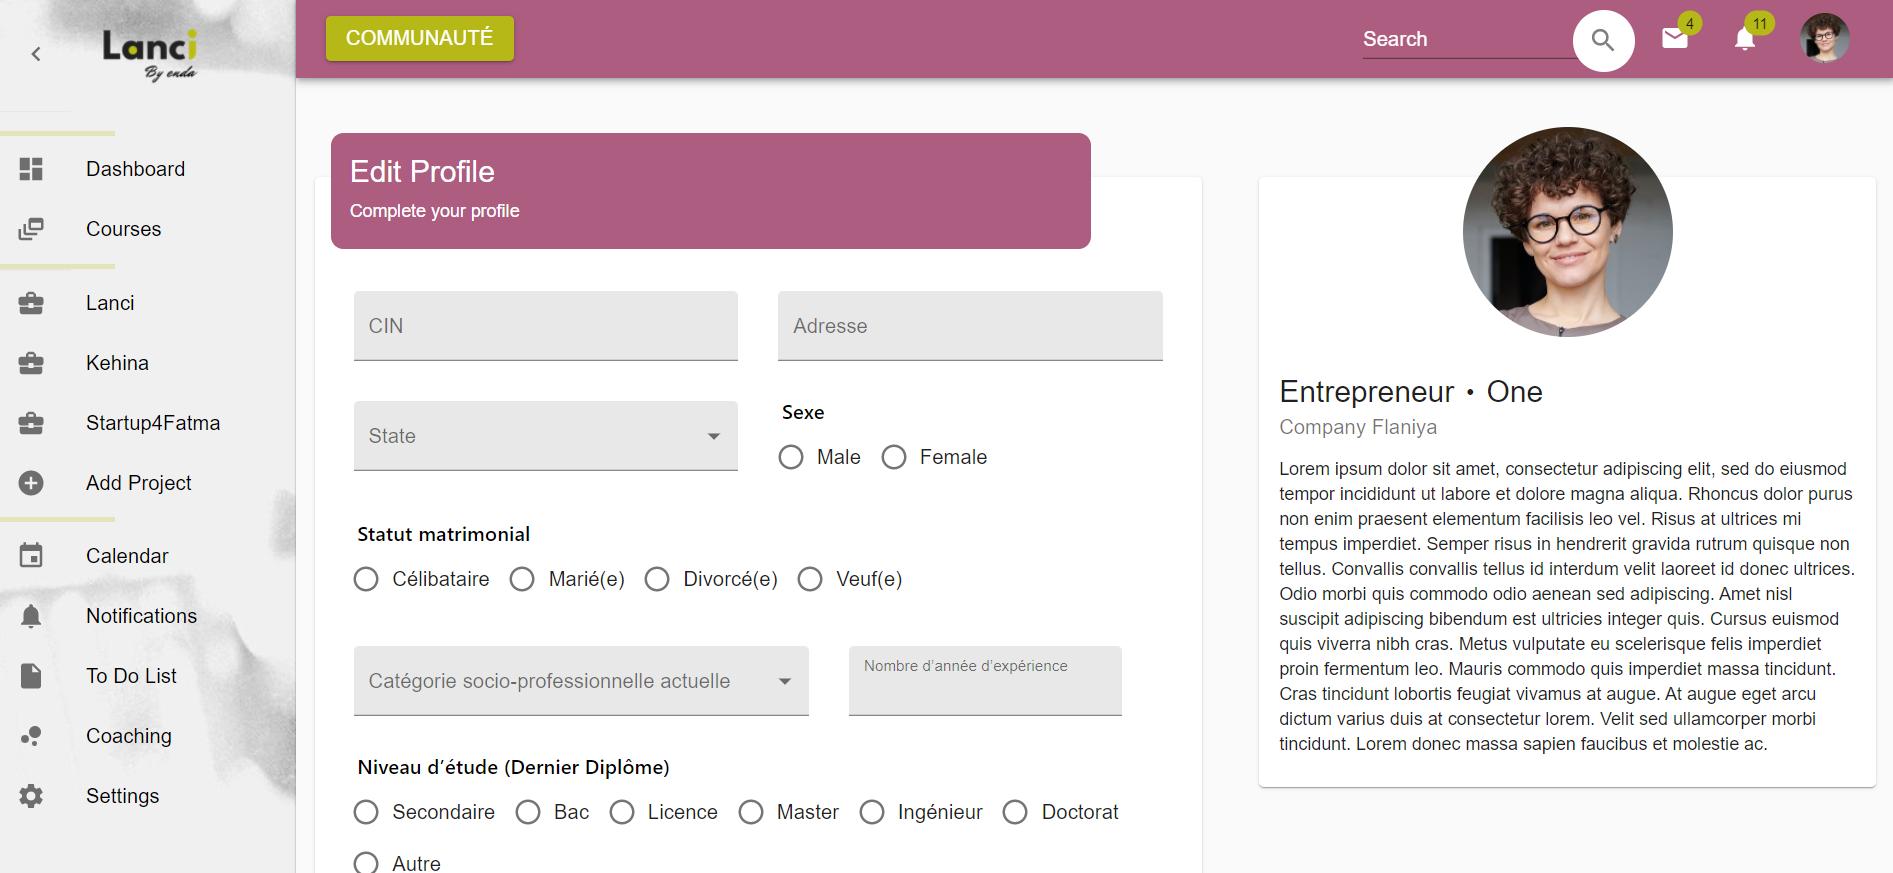 Lanci
By enda
COMMUNAUTÉ
Search
4
11
Dashboard
Courses
Lanci
Kehina
Startup4Fatma
Add Project
Calendar
Notifications
To Do List
Coaching
Settings
Edit Profile
Complete your profile
CIN
Adresse
State
Sexe
Male Female
Statut matrimonial
Célibataire Marié(e) Divorcé(e) Veuf(e)
Catégorie socio-professionnelle actuelle
Nombre d'année d'expérience
Niveau d'étude (Dernier Diplôme)
Secondaire Bac Licence Master Ingénieur Doctorat
Autre
Entrepreneur • One
Company Flaniya
Lorem ipsum dolor sit amet, consectetur adipiscing elit, sed do eiusmod
tempor incididunt ut labore et dolore magna aliqua. Rhoncus dolor purus
non enim praesent elementum facilisis leo vel. Risus at ultrices mi
tempus imperdiet. Semper risus in hendrerit gravida rutrum quisque non
tellus. Convallis convallis tellus id interdum velit laoreet id donec ultrices.
Odio morbi quis commodo odio aenean sed adipiscing. Amet nisl
suscipit adipiscing bibendum est ultricies integer quis. Cursus euismod
quis viverra nibh cras. Metus vulputate eu scelerisque felis imperdiet
proin fermentum leo. Mauris commodo quis imperdiet massa tincidunt.
Cras tincidunt lobortis feugiat vivamus at augue. At augue eget arcu
dictum varius duis at consectetur lorem. Velit sed ullamcorper morbi
tincidunt. Lorem donec massa sapien faucibus et molestie ac.